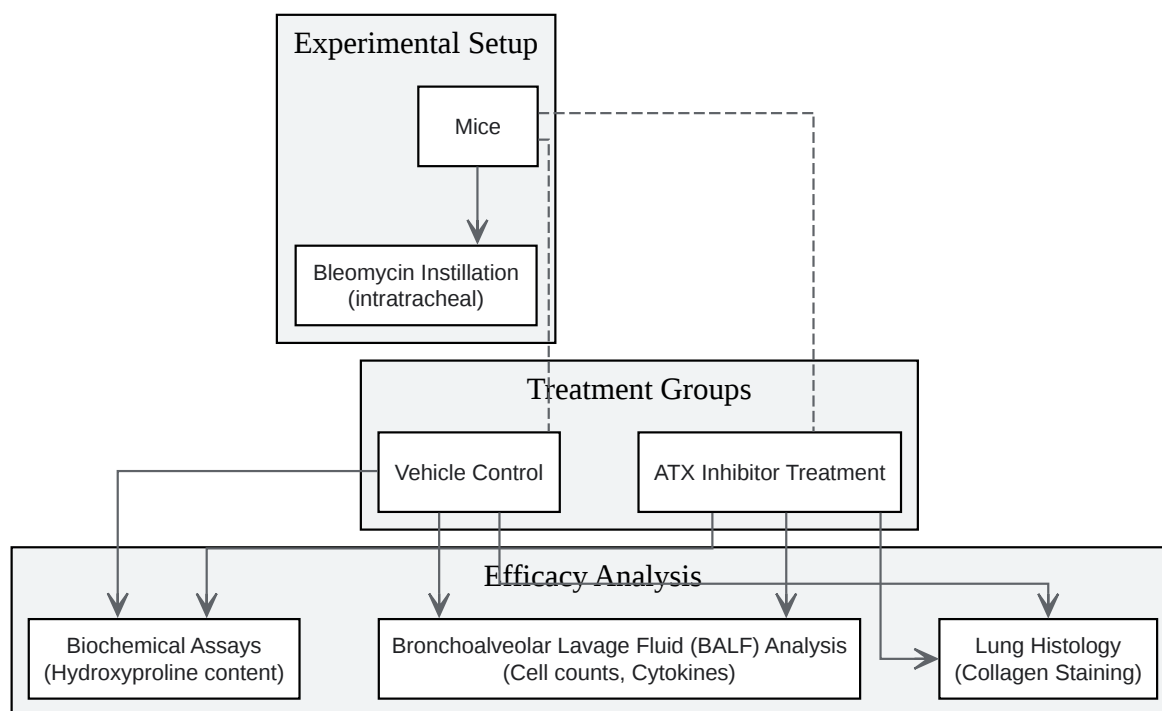 Experimental Setup
Mice
Bleomycin Instillation
(intratracheal)
Treatment Groups
Vehicle Control
ATX Inhibitor Treatment
Efficacy Analysis
Biochemical Assays
(Hydroxyproline content)
Bronchoalveolar Lavage Fluid (BALF) Analysis
(Cell counts, Cytokines)
Lung Histology
(Collagen Staining)